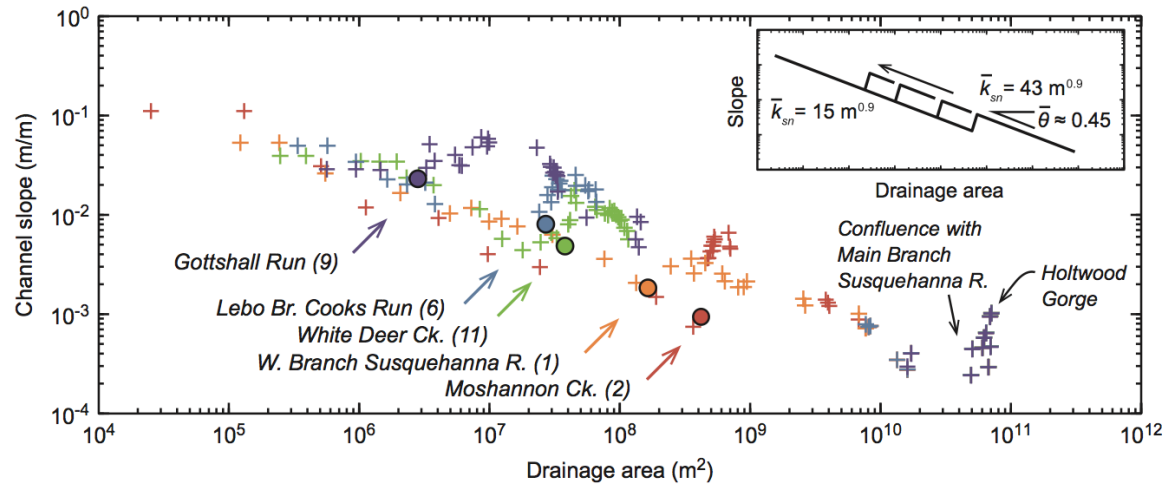 10^0
10^-1
10^-2
10^-3
10^-4
Channel slope (m/m)
Slope
k̄sn = 15 m^0.9
k̄sn = 43 m^0.9
θ̄ ≈ 0.45
Drainage area
Gottshall Run (9)
Lebo Br. Cooks Run (6)
White Deer Ck. (11)
W. Branch Susquehanna R. (1)
Moshannon Ck. (2)
Confluence with
Main Branch
Susquehanna R.
Holtwood
Gorge
10^4 10^5 10^6 10^7 10^8 10^9 10^10 10^11 10^12
Drainage area (m²)